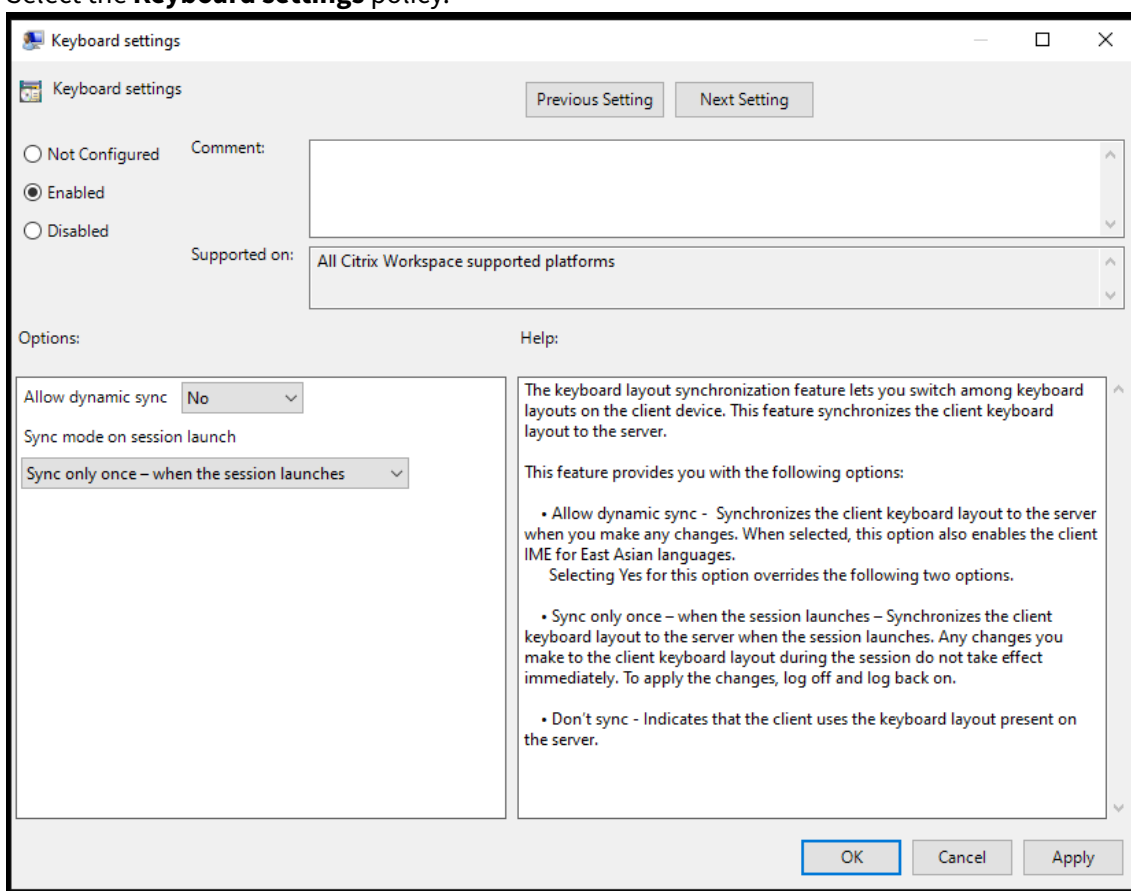 Select the Keyboard settings policy.
Keyboard settings
Keyboard settings
Previous Setting
Next Setting
Not Configured
Comment:
Enabled
Disabled
Supported on:
All Citrix Workspace supported platforms
Options:
Help:
Allow dynamic sync
No
Sync mode on session launch
Sync only once – when the session launches
The keyboard layout synchronization feature lets you switch among keyboard
layouts on the client device. This feature synchronizes the client keyboard
layout to the server.
This feature provides you with the following options:
• Allow dynamic sync - Synchronizes the client keyboard layout to the server
when you make any changes. When selected, this option also enables the client
IME for East Asian languages.
Selecting Yes for this option overrides the following two options.
• Sync only once – when the session launches – Synchronizes the client
keyboard layout to the server when the session launches. Any changes you
make to the client keyboard layout during the session do not take effect
immediately. To apply the changes, log off and log back on.
• Don't sync - Indicates that the client uses the keyboard layout present on
the server.
OK
Cancel
Apply